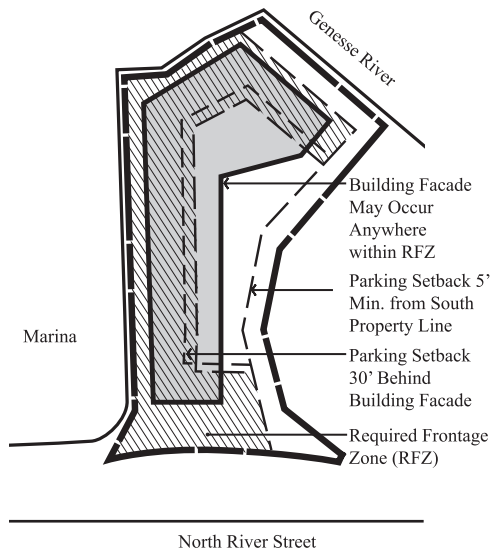 Genesse River
Building Facade
May Occur
Anywhere
within RFZ
Parking Setback 5’
Min. from South
Property Line
Marina
Parking Setback
30’ Behind
Building Facade
Required Frontage
Zone (RFZ)
North River Street